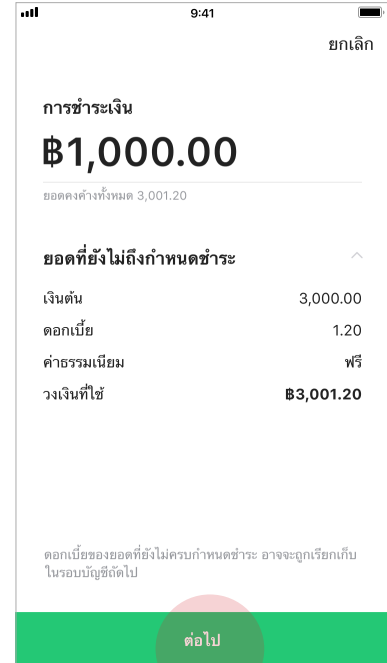 9:41
ยกเลิก
การชำระเงิน
฿1,000.00
ยอดคงค้างทั้งหมด 3,001.20
ยอดที่ยังไม่ถึงกำหนดชำระ
เงินต้น 3,000.00
ดอกเบี้ย 1.20
ค่าธรรมเนียม ฟรี
วงเงินที่ใช้ ฿3,001.20
ดอกเบี้ยของยอดที่ยังไม่ครบกำหนดชำระ อาจจะถูกเรียกเก็บ
ในรอบบัญชีถัดไป
ต่อไป